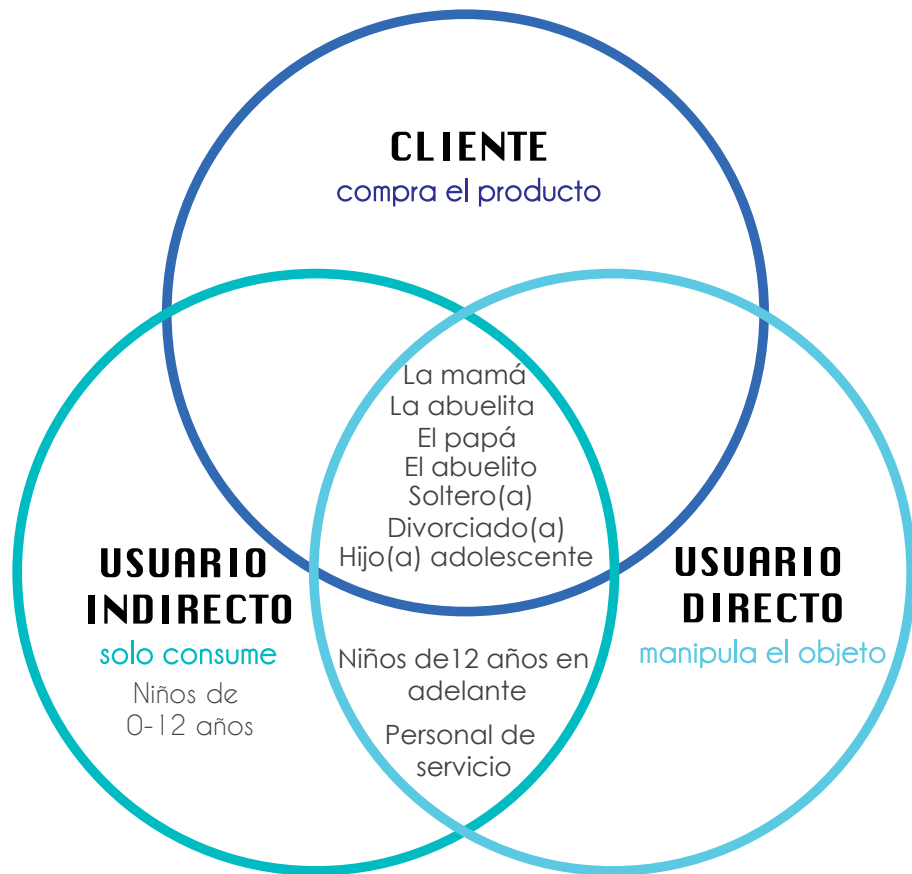 CLIENTE
compra el producto
La mamá
La abuelita
El papá
El abuelito
Soltero(a)
Divorciado(a)
Hijo(a) adolescente
USUARIO
INDIRECTO
solo consume
Niños de
0-12 años
USUARIO
DIRECTO
manipula el objeto
Niños de12 años en
adelante
Personal de
servicio